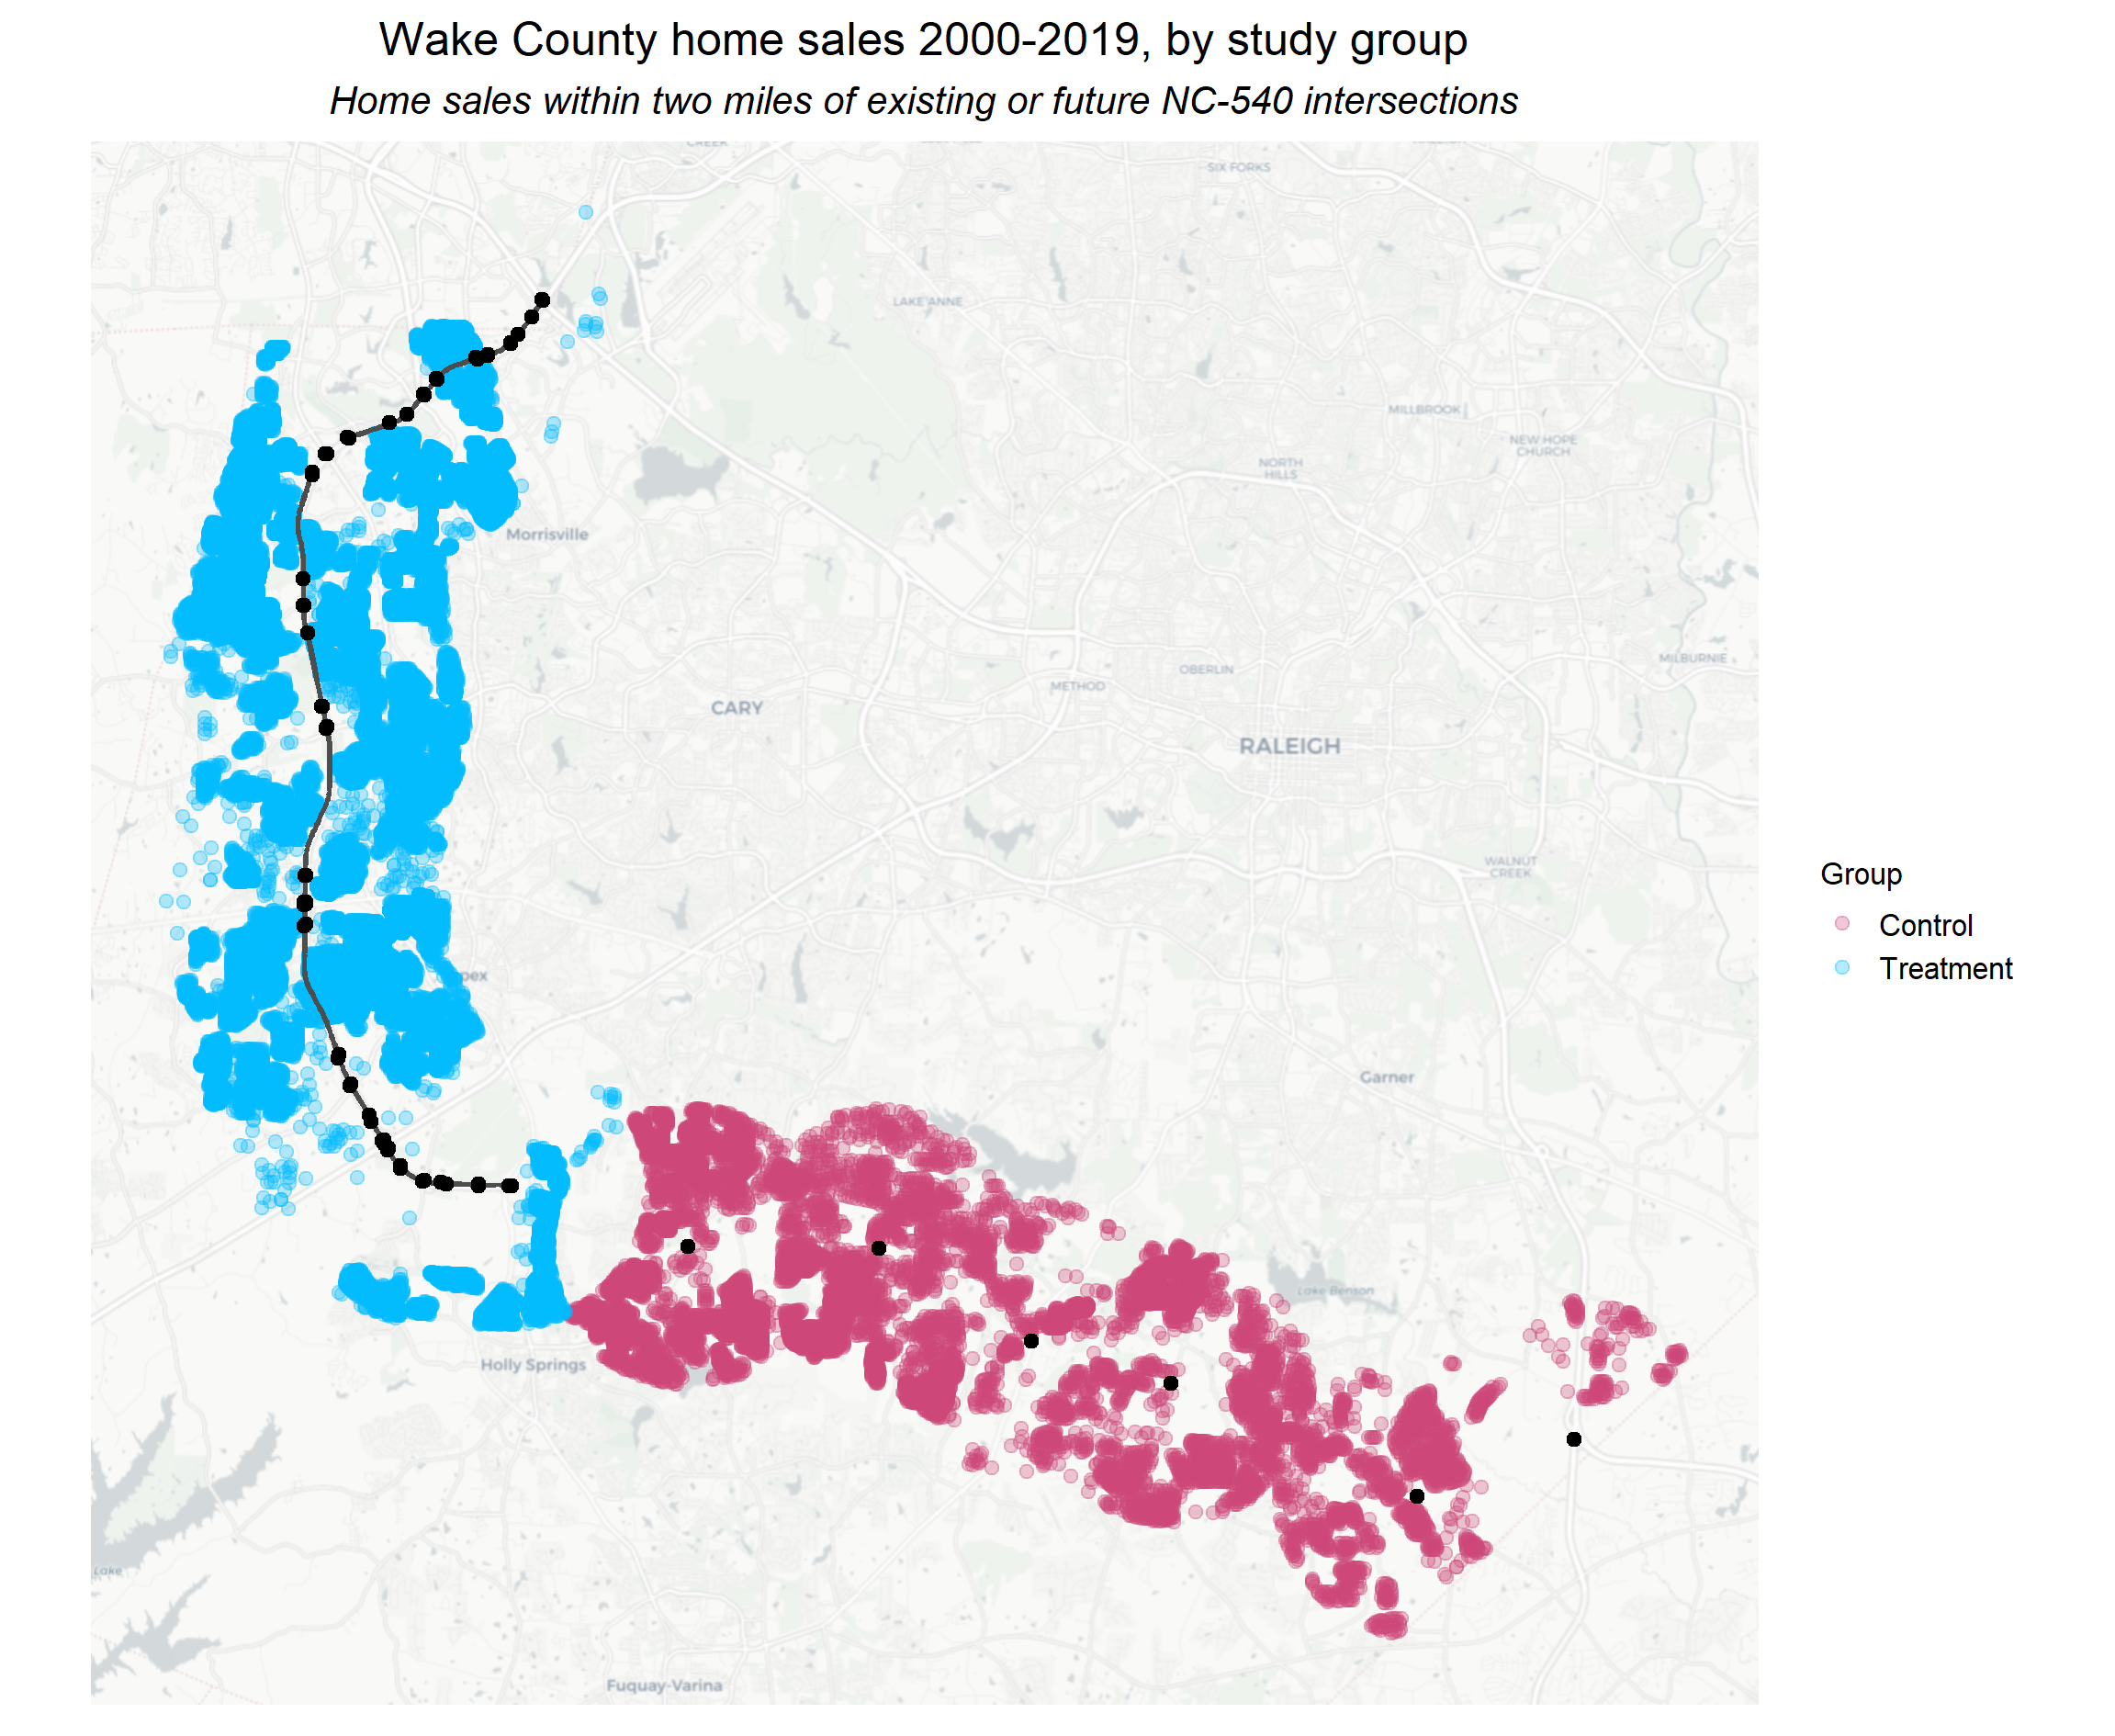 Wake County home sales 2000-2019, by study group
Home sales within two miles of existing or future NC-540 intersections
CREEK
SIX FORKS
LAKE ANNE
MILLBROOK
NEW HOPE
CHURCH
NORTH
HILLS
Morrisville
MILBURNIE
OBERLIN
METHOD
CARY
RALEIGH
WALNUT
CREEK
Group
Control
Treatment
pex
Garner
Lake Benson
Holly Springs
Lake
Fuquay-Varina